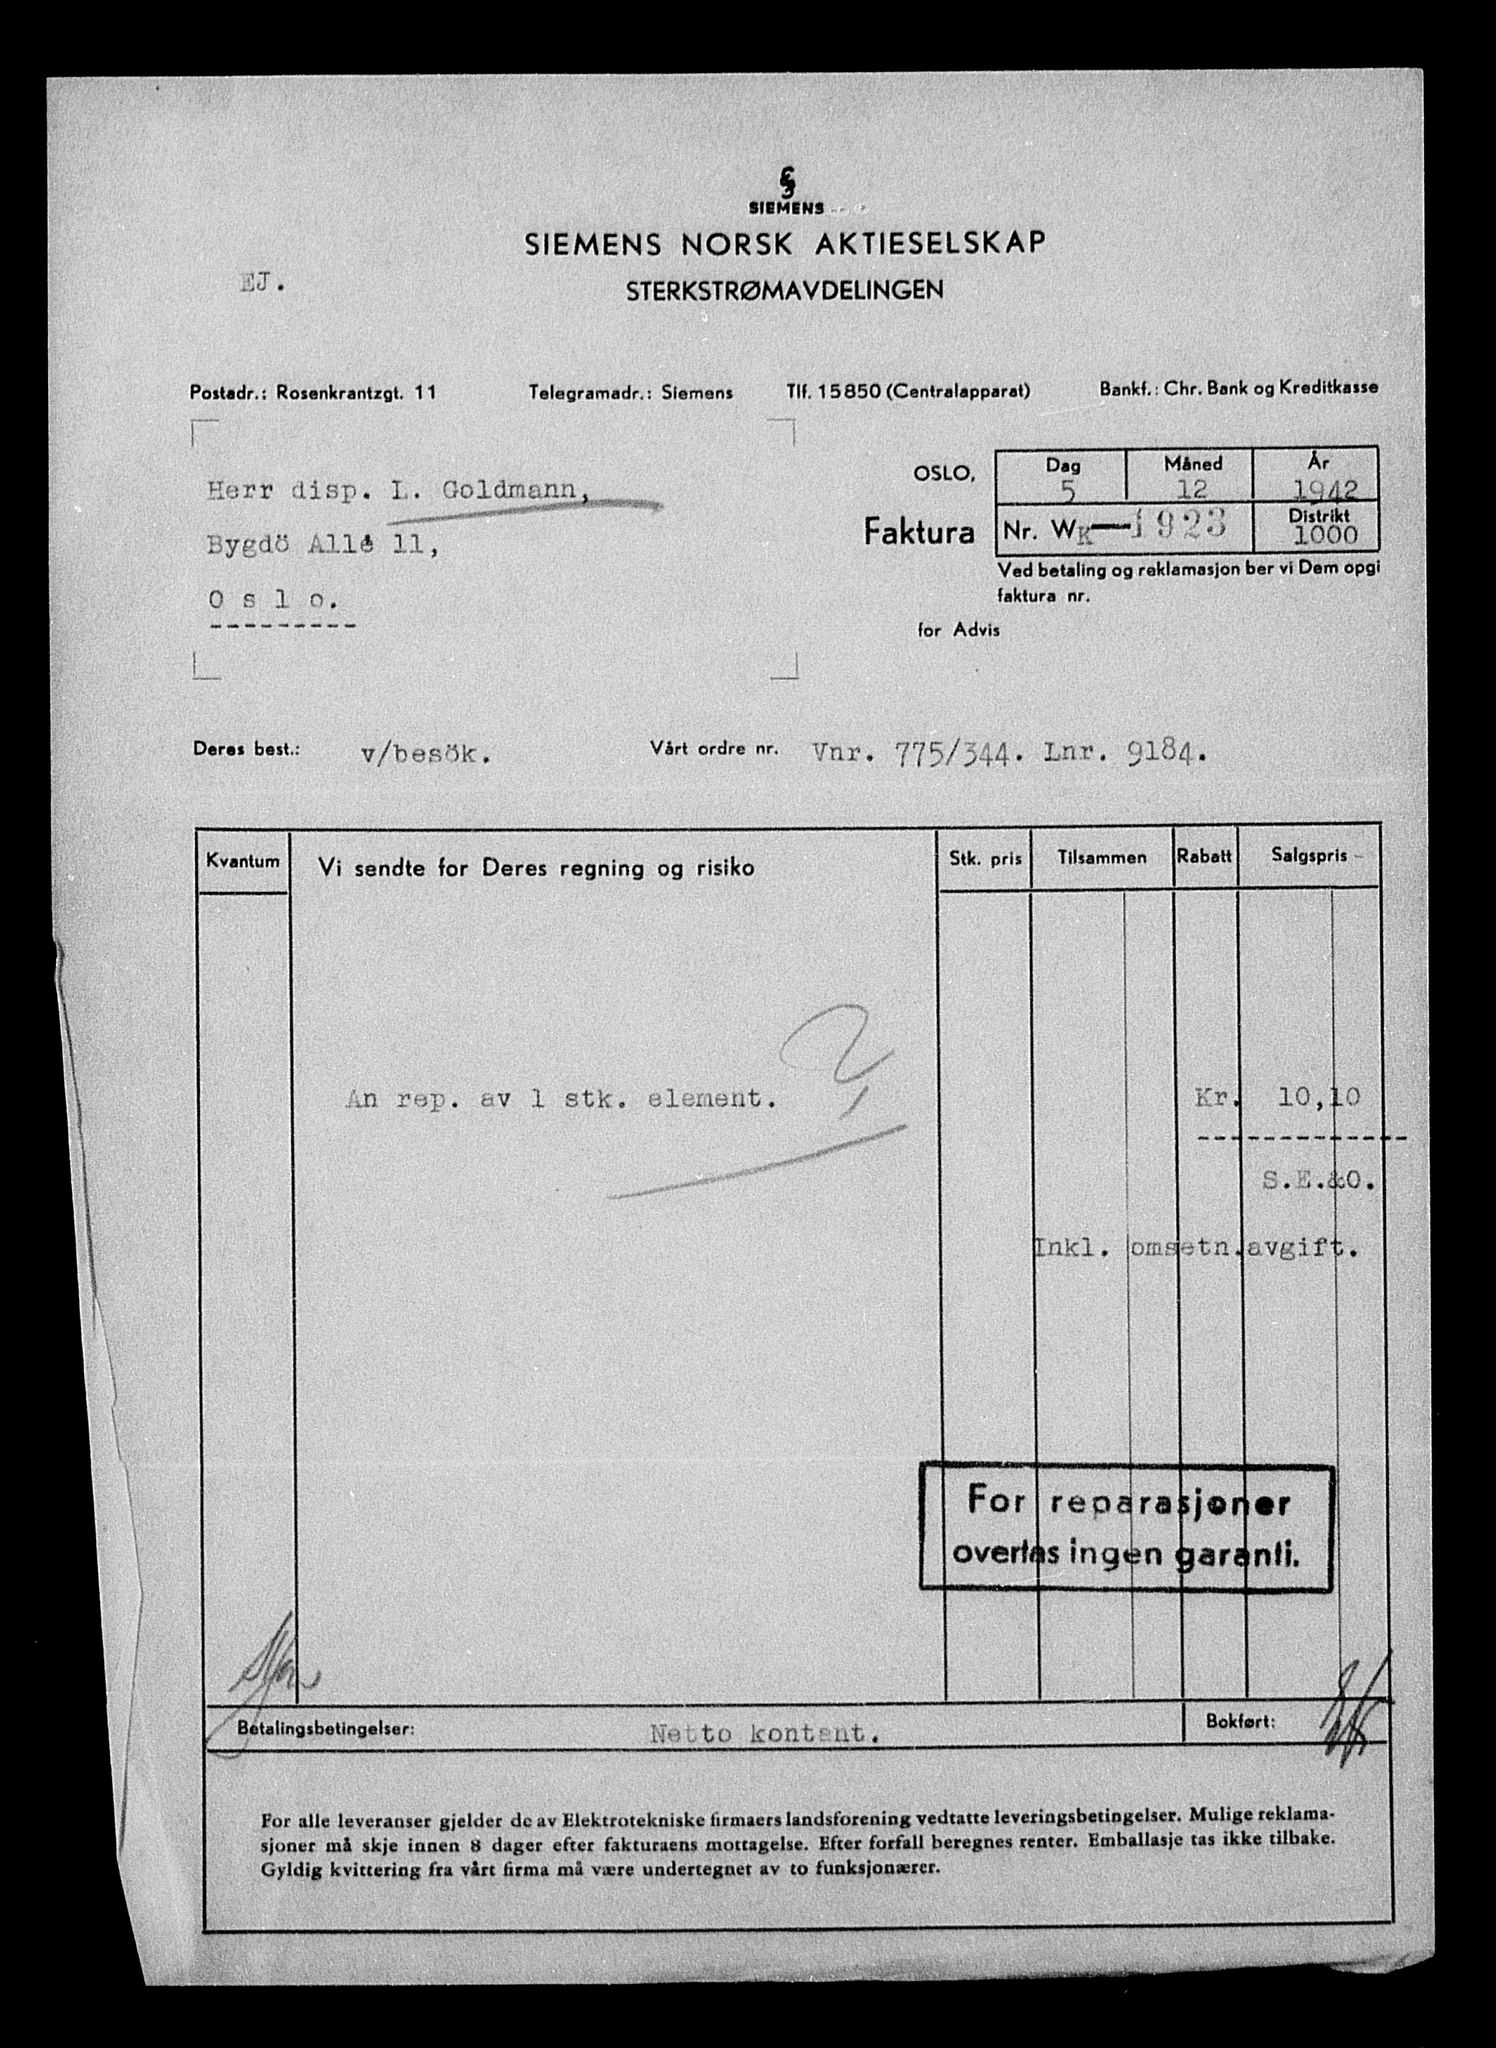 SIEMENS
SIEMENS NORSK AKTIESELSKAP
EJ.
STERKSTRØMAVDELINGEN
Postadr.: Rosenkrantzgt. 11 Telegramadr.: Siemens Tlf. 15850 (Centralapparat) Bankf.: Chr. Bank og Kreditkasse
Herr disp. L. Goldmann,
Bygdö Allé 11,
O s l o.
OSLO, Dag Måned År
5 12 1942
Faktura Nr. WK—1923 Distrikt
1000
Ved betaling og reklamasjon ber vi Dem opgi
faktura nr.
for Advis
Deres best.: v/besök. Vårt ordre nr. Vnr. 775/344. Lnr. 9184.
Kvantum Vi sendte for Deres regning og risiko Stk. pris Tilsammen Rabatt Salgspris
An rep. av 1 stk. element. Kr. 10,10
S.E.&O.
Inkl. omsetn.avgift.
For reparasjoner
overtas ingen garanti.
Betalingsbetingelser: Netto kontant. Bokført:
For alle leveranser gjelder de av Elektrotekniske firmaers landsforening vedtatte leveringsbetingelser. Mulige reklama-
sjoner må skje innen 8 dager efter fakturaens mottagelse. Efter forfall beregnes renter. Emballasje tas ikke tilbake.
Gyldig kvittering fra vårt firma må være undertegnet av to funksjonærer.